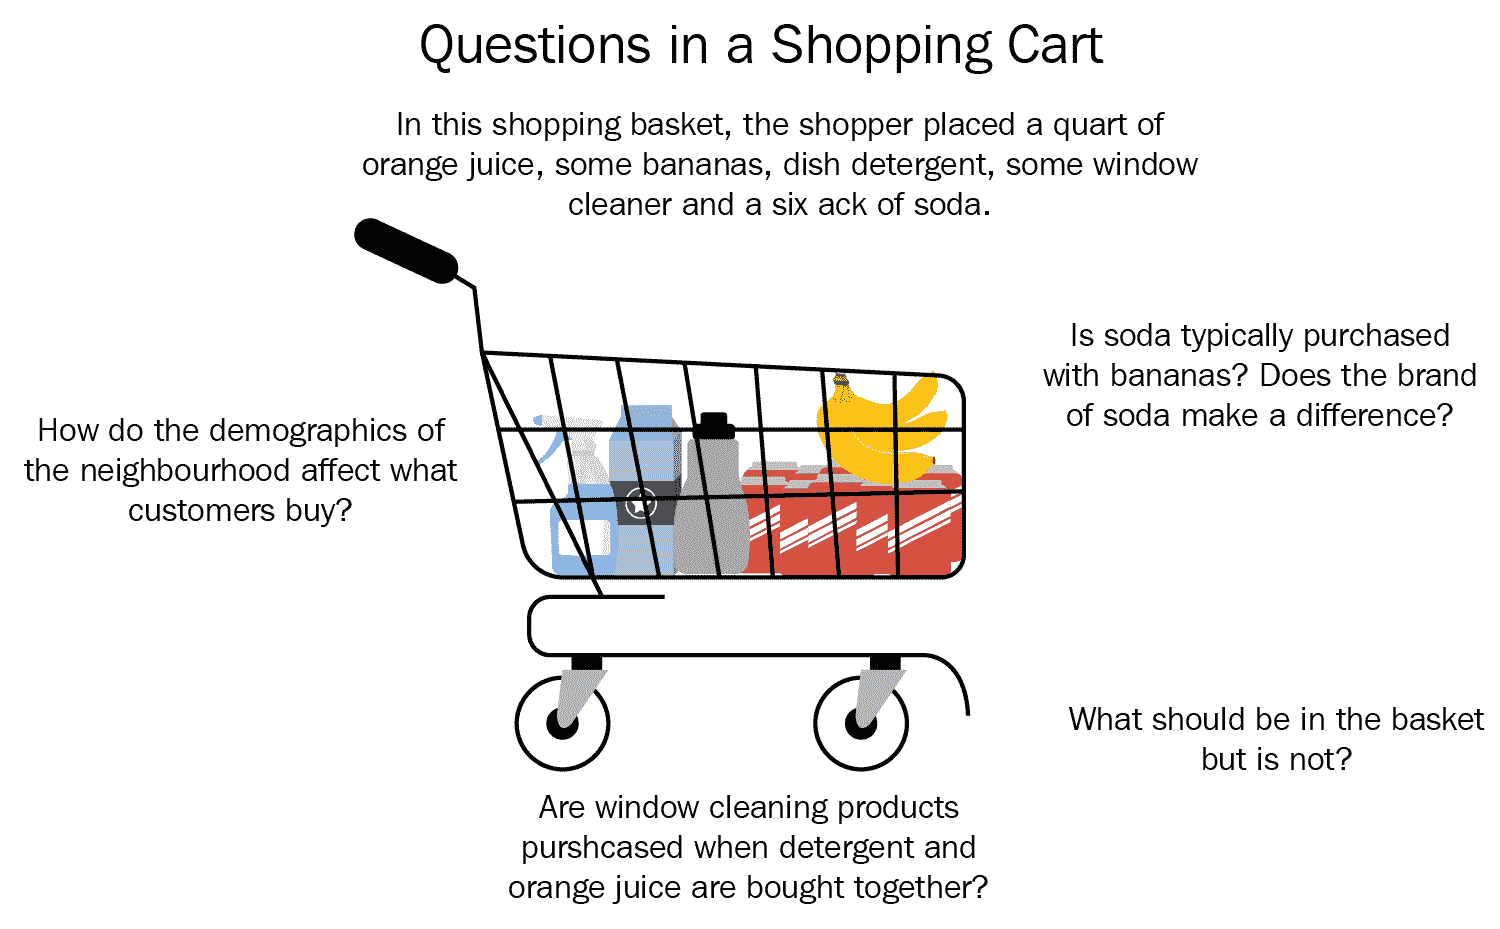 Questions in a Shopping Cart
In this shopping basket, the shopper placed a quart of
orange juice, some bananas, dish detergent, some window
cleaner and a six ack of soda.
Is soda typically purchased
with bananas? Does the brand
of soda make a difference?
How do the demographics of
the neighbourhood affect what
customers buy?
What should be in the basket
but is not?
Are window cleaning products
purshcased when detergent and
orange juice are bought together?